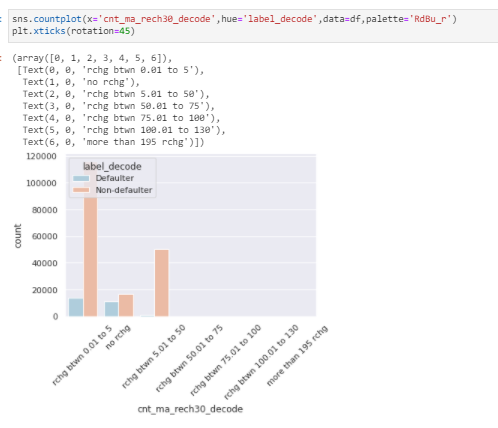 sns.countplot(x='cnt_ma_rech30_decode',hue='label_decode',data=df,palette='RdBu_r')
plt.xticks(rotation=45)
(array([0, 1, 2, 3, 4, 5, 6]),
[Text(0, 0, 'rchg btwn 0.01 to 5'),
Text(1, 0, 'no rchg'),
Text(2, 0, 'rchg btwn 5.01 to 50'),
Text(3, 0, 'rchg btwn 50.01 to 75'),
Text(4, 0, 'rchg btwn 75.01 to 100'),
Text(5, 0, 'rchg btwn 100.01 to 130'),
Text(6, 0, 'more than 195 rchg')])
120000
100000
80000
60000
40000
20000
0
count
label_decode
Defaulter
Non-defaulter
rchg btwn 0.01 to 5
no rchg
rchg btwn 5.01 to 50
rchg btwn 50.01 to 75
rchg btwn 75.01 to 100
rchg btwn 100.01 to 130
more than 195 rchg
cnt_ma_rech30_decode